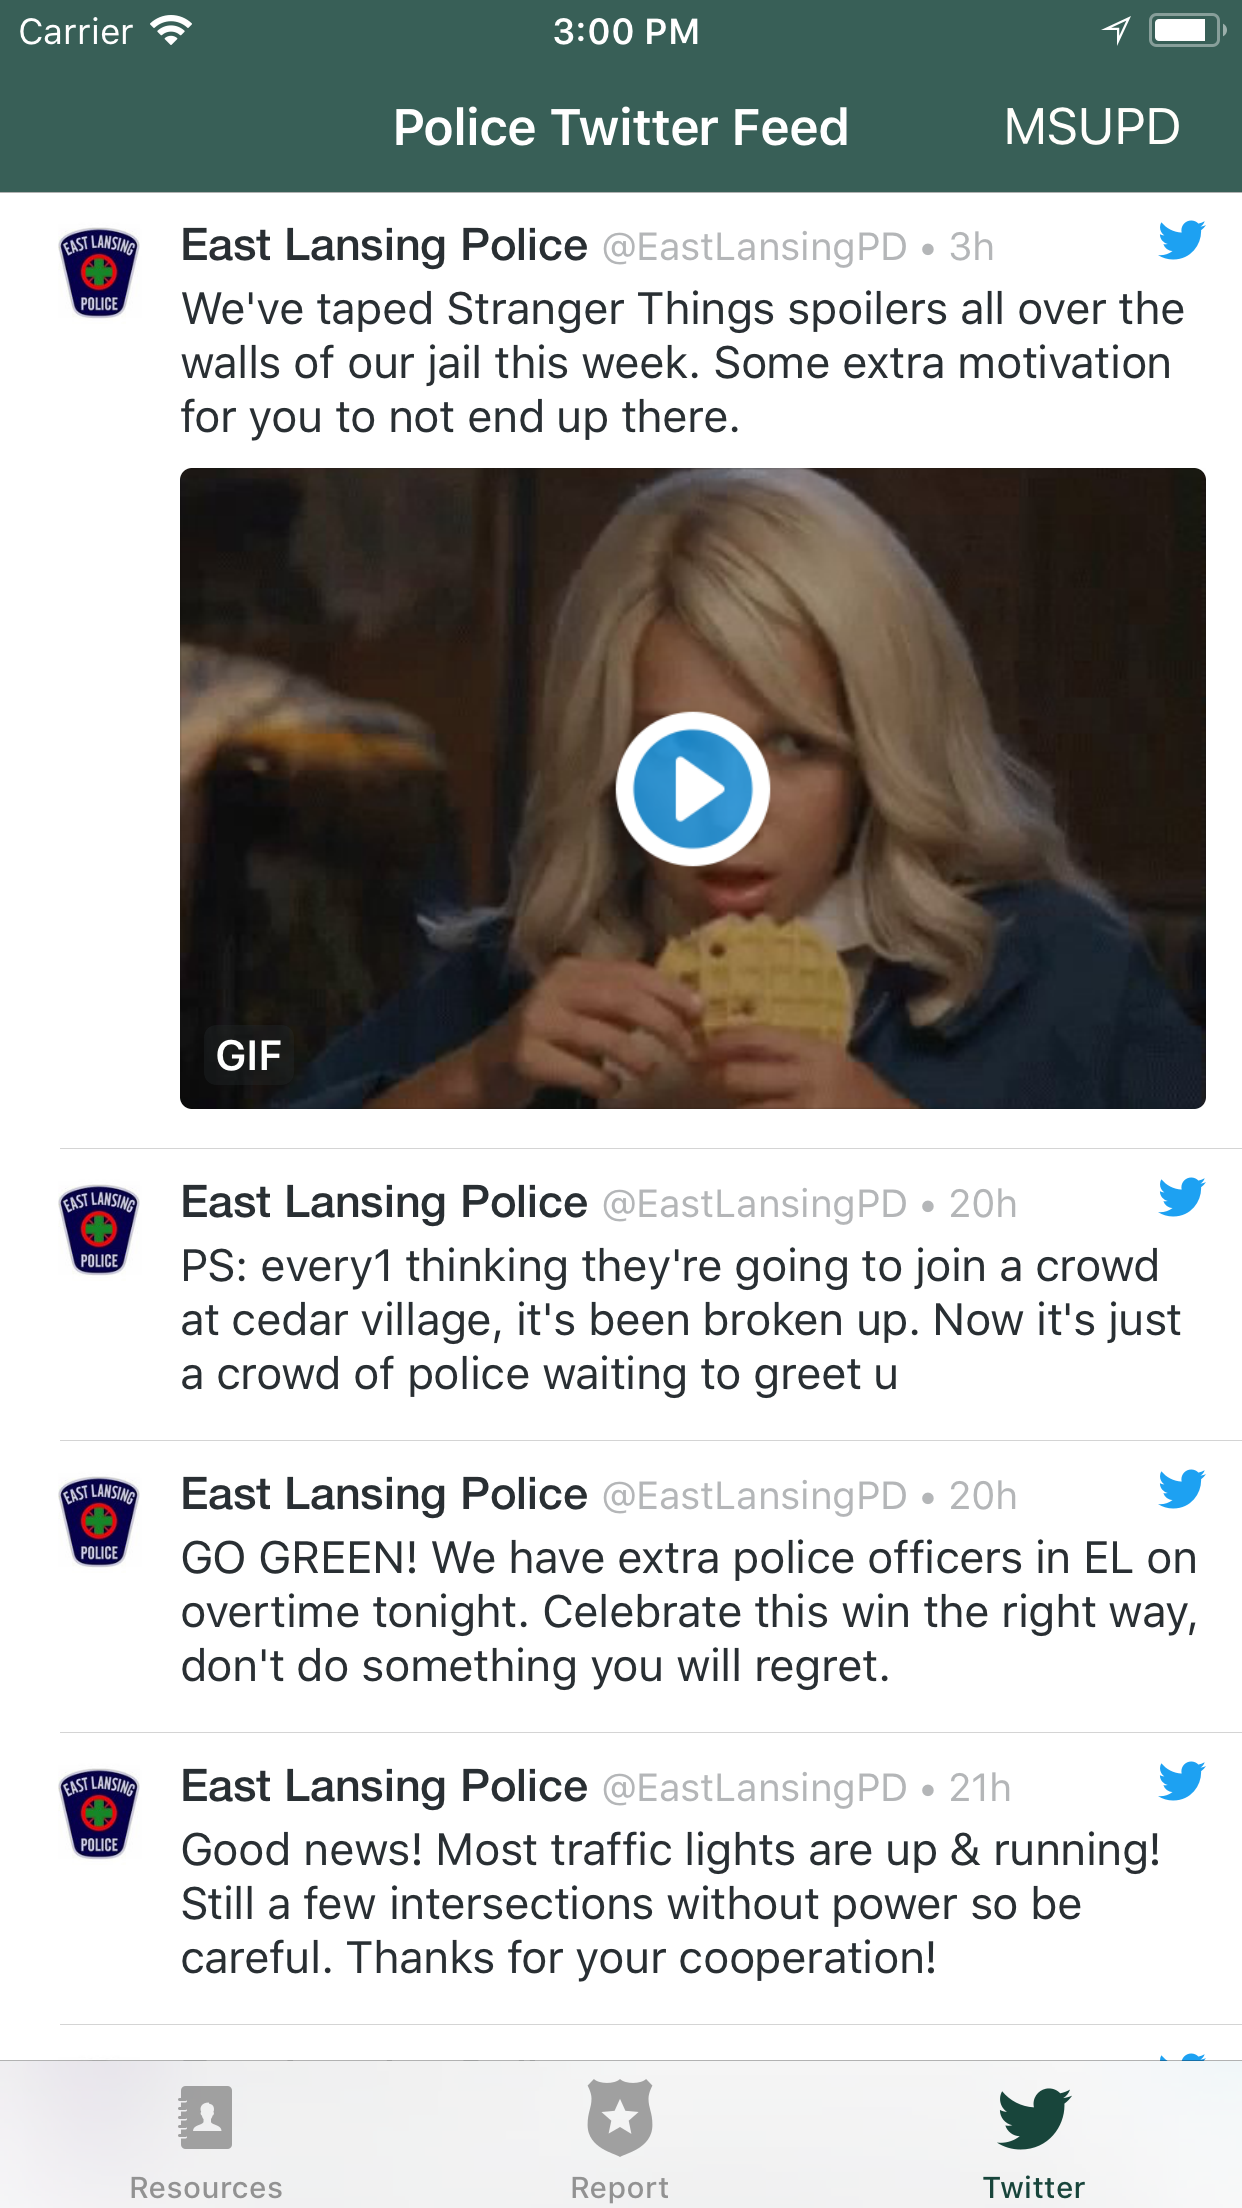 Carrier 3:00 PM
Police Twitter Feed MSUPD
EAST LANSING
POLICE
East Lansing Police @EastLansingPD • 3h
We've taped Stranger Things spoilers all over the
walls of our jail this week. Some extra motivation
for you to not end up there.
GIF
EAST LANSING
POLICE
East Lansing Police @EastLansingPD • 20h
PS: every1 thinking they're going to join a crowd
at cedar village, it's been broken up. Now it's just
a crowd of police waiting to greet u
EAST LANSING
POLICE
East Lansing Police @EastLansingPD • 20h
GO GREEN! We have extra police officers in EL on
overtime tonight. Celebrate this win the right way,
don't do something you will regret.
EAST LANSING
POLICE
East Lansing Police @EastLansingPD • 21h
Good news! Most traffic lights are up & running!
Still a few intersections without power so be
careful. Thanks for your cooperation!
Resources Report Twitter